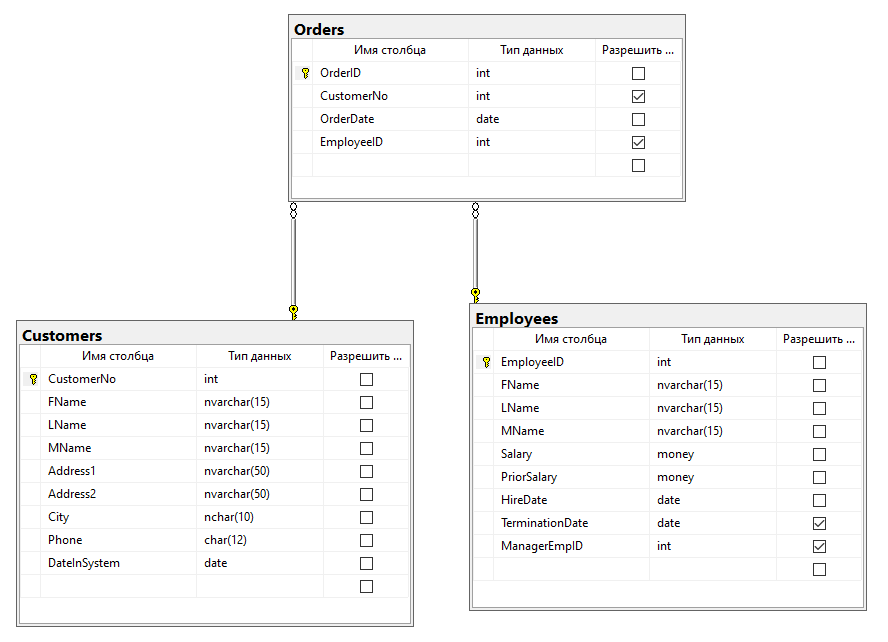 Orders
Имя столбца Тип данных Разрешить ...
OrderID int
CustomerNo int
OrderDate date
EmployeeID int
Customers
Имя столбца Тип данных Разрешить ...
CustomerNo int
FName nvarchar(15)
LName nvarchar(15)
MName nvarchar(15)
Address1 nvarchar(50)
Address2 nvarchar(50)
City nchar(10)
Phone char(12)
DateInSystem date
Employees
Имя столбца Тип данных Разрешить ...
EmployeeID int
FName nvarchar(15)
LName nvarchar(15)
MName nvarchar(15)
Salary money
PriorSalary money
HireDate date
TerminationDate date
ManagerEmpID int